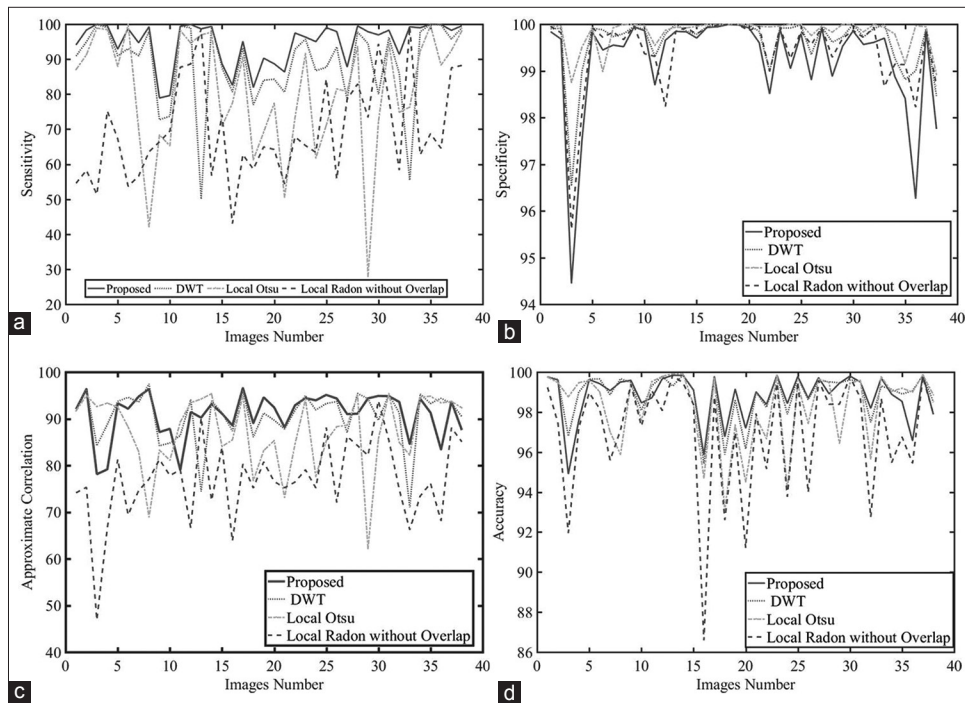 100
90
80
70
60
50
40
30
20
Sensitivity
Proposed DWT Local Otsu Local Radon without Overlap
0 5 10 15 20 25 30 35 40
Images Number
a
100
99
98
97
96
95
94
Specificity
Proposed
DWT
Local Otsu
Local Radon without Overlap
0 5 10 15 20 25 30 35 40
Images Number
b
100
90
80
70
60
50
40
Approximate Correlation
Proposed
DWT
Local Otsu
Local Radon without Overlap
0 5 10 15 20 25 30 35 40
Images Number
c
100
98
96
94
92
90
88
86
Accuracy
Proposed
DWT
Local Otsu
Local Radon without Overlap
0 5 10 15 20 25 30 35 40
Images Number
d